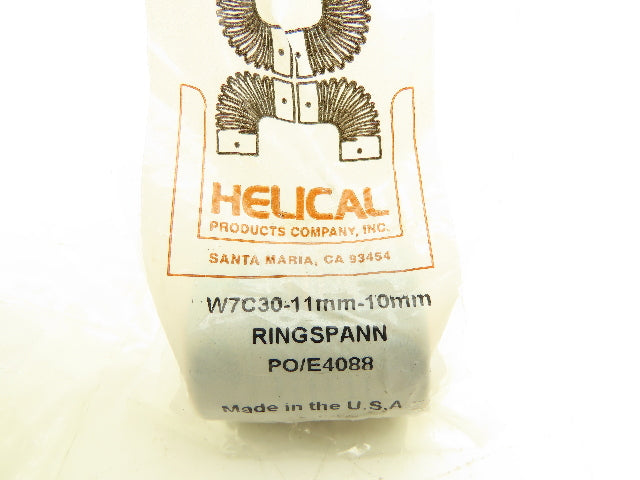 HELICAL
PRODUCTS COMPANY, INC.
SANTA MARIA, CA 93454
W7C30-11mm-10mm
RINGSPANN
PO/E4088
Made in the U.S.A